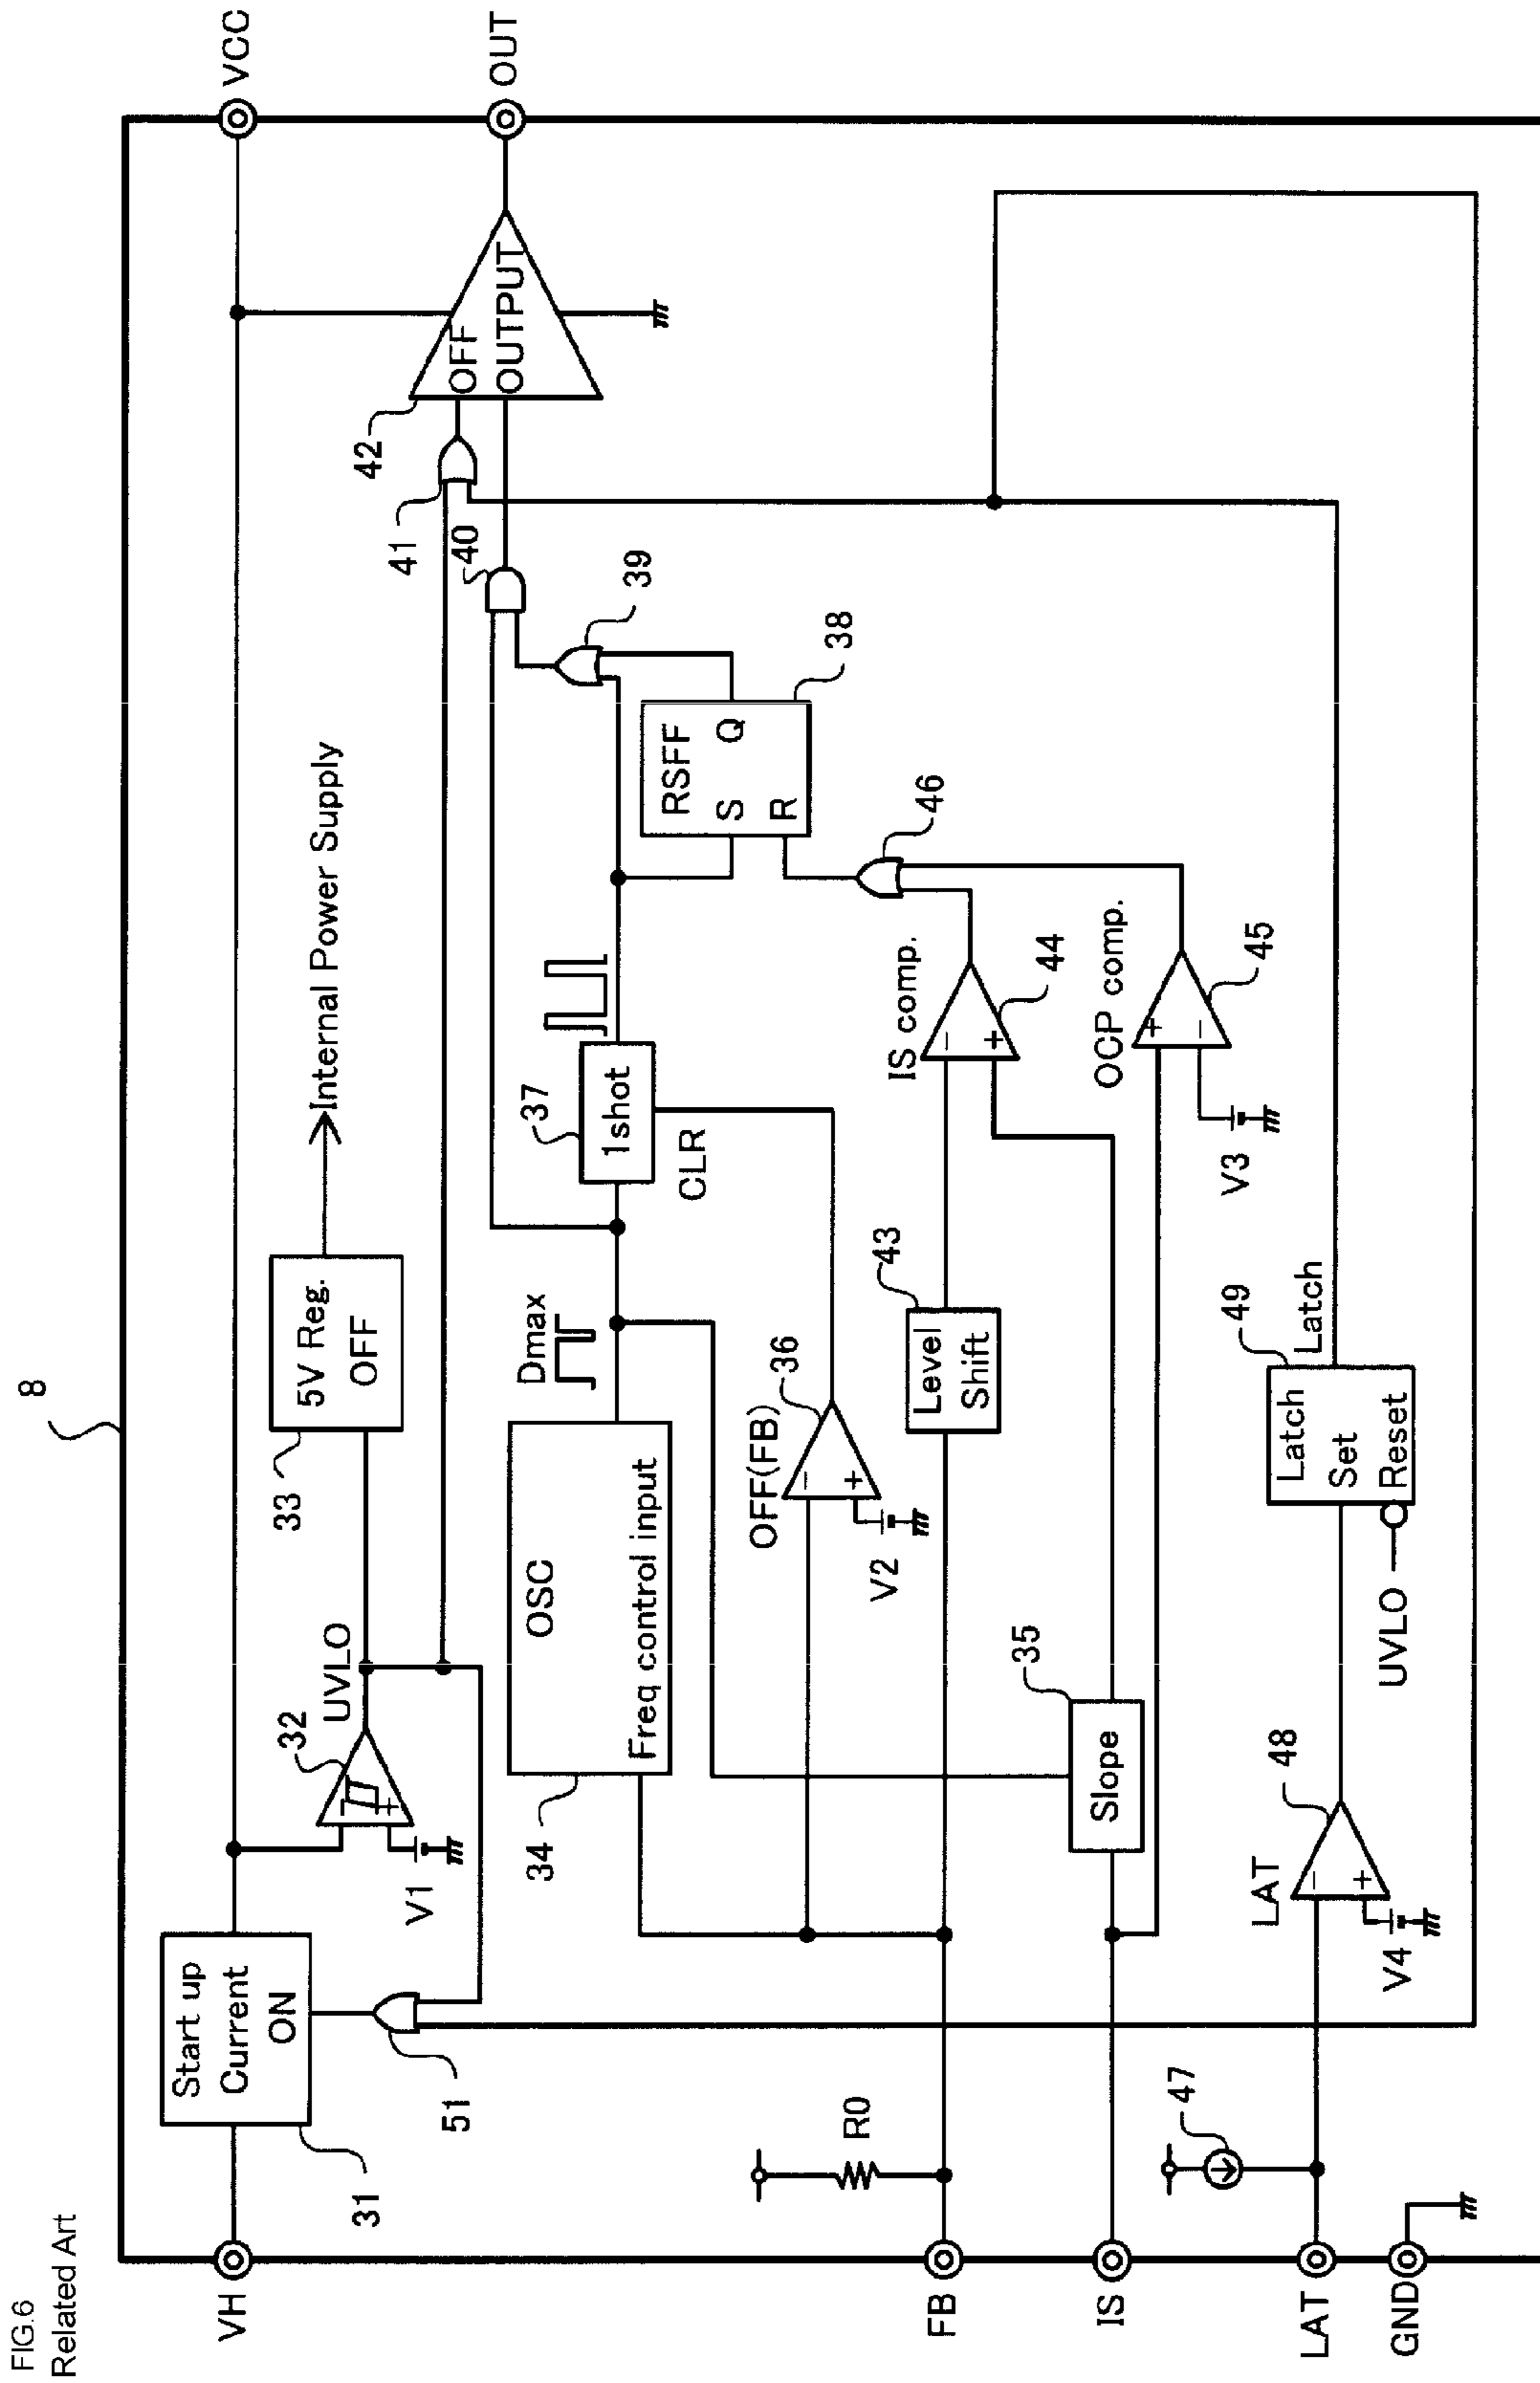 FIG.6
Related Art
8
VH
VCC
31
Start up
Current
ON
51
32
UVLO
V1
33
5V Reg.
OFF
Internal Power Supply
41
42
OFF
OUTPUT
OUT
34
OSC
Freq control input
Dmax
37
1shot
CLR
40
39
RSFF
S
Q
R
38
OFF(FB)
36
−
+
V2
R0
FB
43
Level
Shift
IS comp.
−
+
44
46
IS
35
Slope
OCP comp.
+
−
45
V3
47
LAT
LAT
−
+
48
V4
49
Latch
Set
Reset
Latch
UVLO
GND